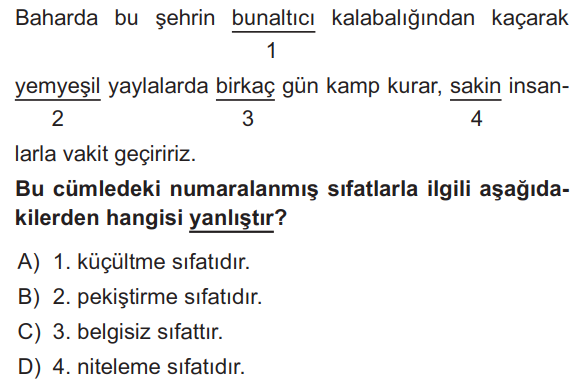 Baharda bu şehrin bunaltıcı kalabalığından kaçarak
1
yemyeşil yaylalarda birkaç gün kamp kurar, sakin insan-
2 3 4
larla vakit geçiririz.
Bu cümledeki numaralanmış sıfatlarla ilgili aşağıda-
kilerden hangisi yanlıştır?
A) 1. küçültme sıfatıdır.
B) 2. pekiştirme sıfatıdır.
C) 3. belgisiz sıfattır.
D) 4. niteleme sıfatıdır.